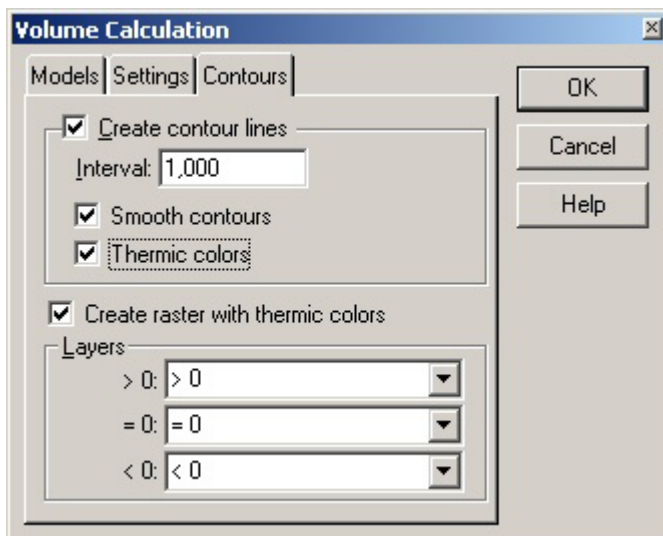 Volume Calculation
Models Settings Contours
OK
Cancel
Help
Create contour lines
Interval: 1,000
Smooth contours
Thermic colors
Create raster with thermic colors
Layers
> 0: > 0
= 0: = 0
< 0: < 0